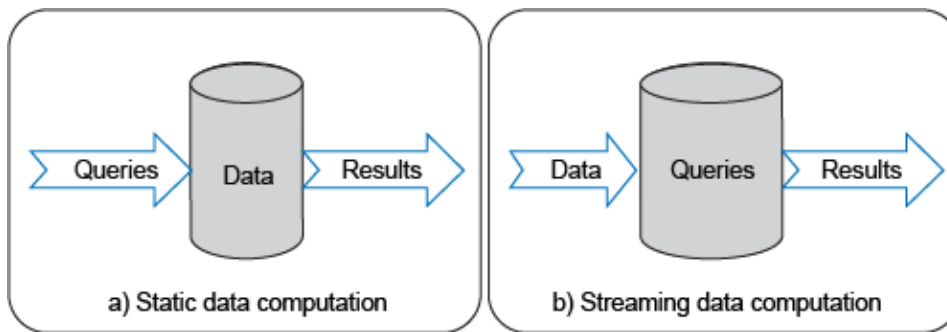 Queries
Data
Results
a) Static data computation
Data
Queries
Results
b) Streaming data computation